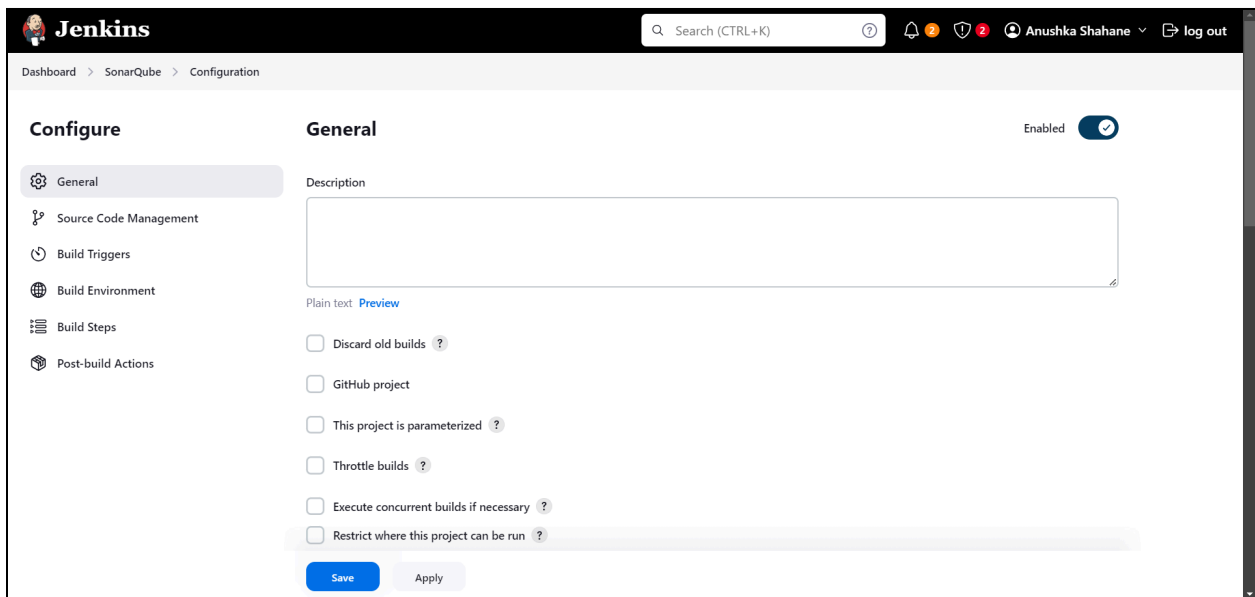 Jenkins
Search (CTRL+K)
?
2
2
Anushka Shahane
log out
Dashboard > SonarQube > Configuration
Configure
General
Source Code Management
Build Triggers
Build Environment
Build Steps
Post-build Actions
General
Enabled
Description
Plain text Preview
Discard old builds ?
GitHub project
This project is parameterized ?
Throttle builds ?
Execute concurrent builds if necessary ?
Restrict where this project can be run ?
Save Apply